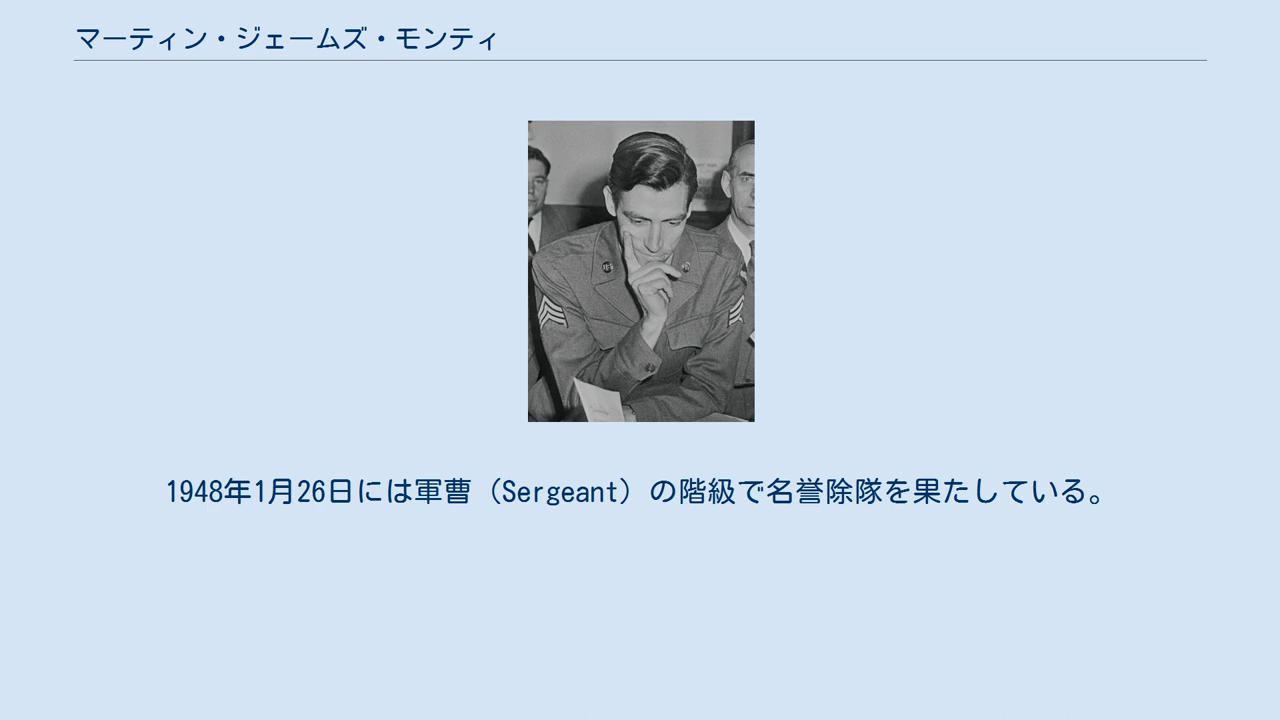 マーティン・ジェームズ・モンティ
1948年1月26日には軍曹（Sergeant）の階級で名誉除隊を果たしている。